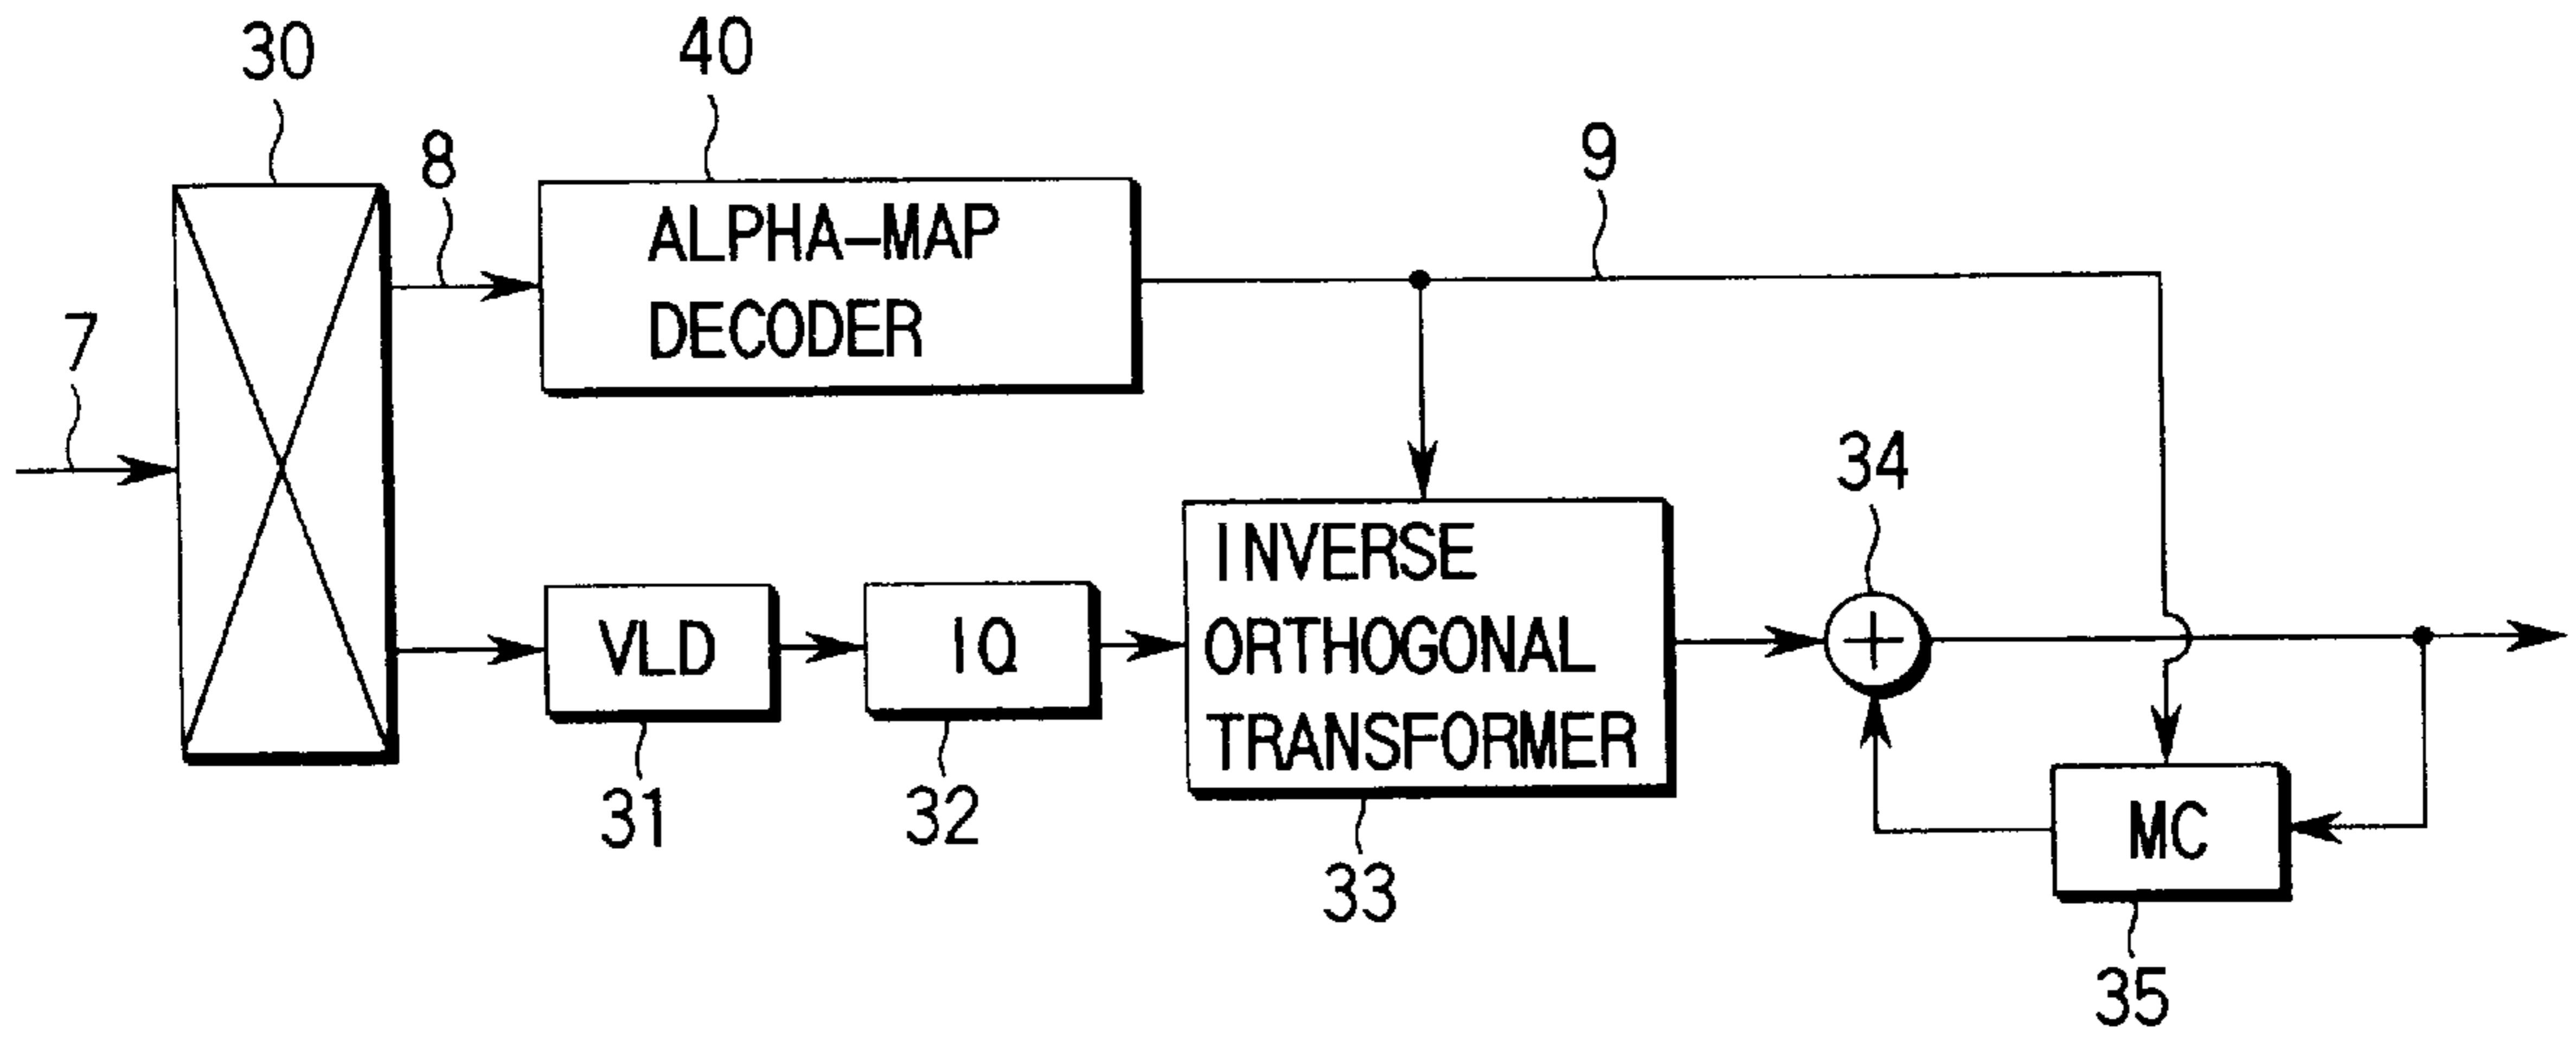 30
40
8
9
ALPHA-MAP
DECODER
7
34
INVERSE
ORTHOGONAL
TRANSFORMER
VLD
IQ
+
31
32
33
MC
35